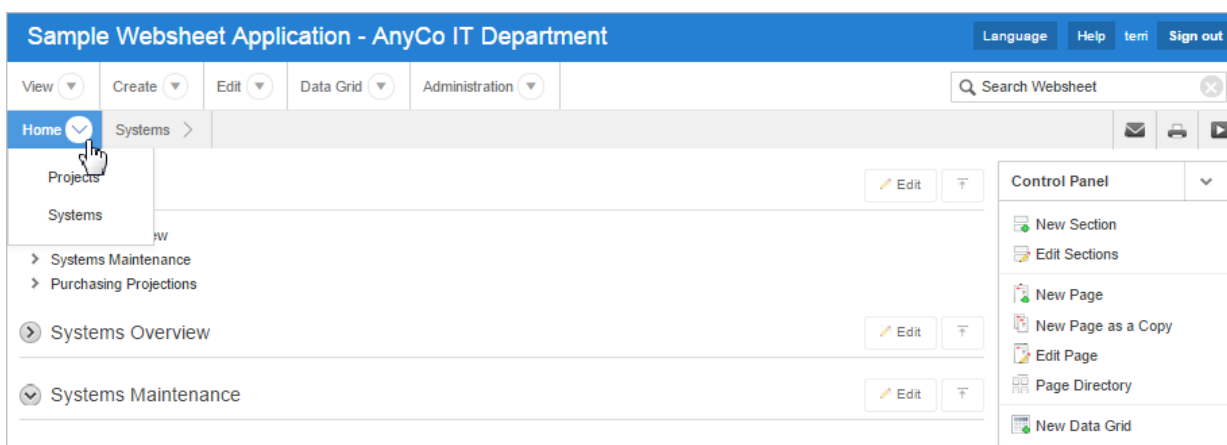 Sample Websheet Application - AnyCo IT Department Language Help terri Sign out
View Create Edit Data Grid Administration Search Websheet
Home Systems
Projects
Systems
Edit
Control Panel
New Section
Systems Maintenance
Edit Sections
Purchasing Projections
New Page
Systems Overview Edit
New Page as a Copy
Edit Page
Page Directory
Systems Maintenance Edit
New Data Grid